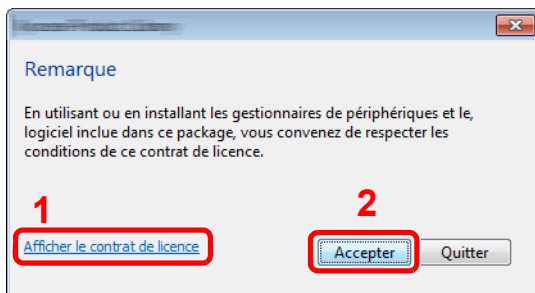 Remarque
En utilisant ou en installant les gestionnaires de périphériques et le,
logiciel inclue dans ce package, vous convenez de respecter les
conditions de ce contrat de licence.
1
2
Afficher le contrat de licence
Accepter
Quitter